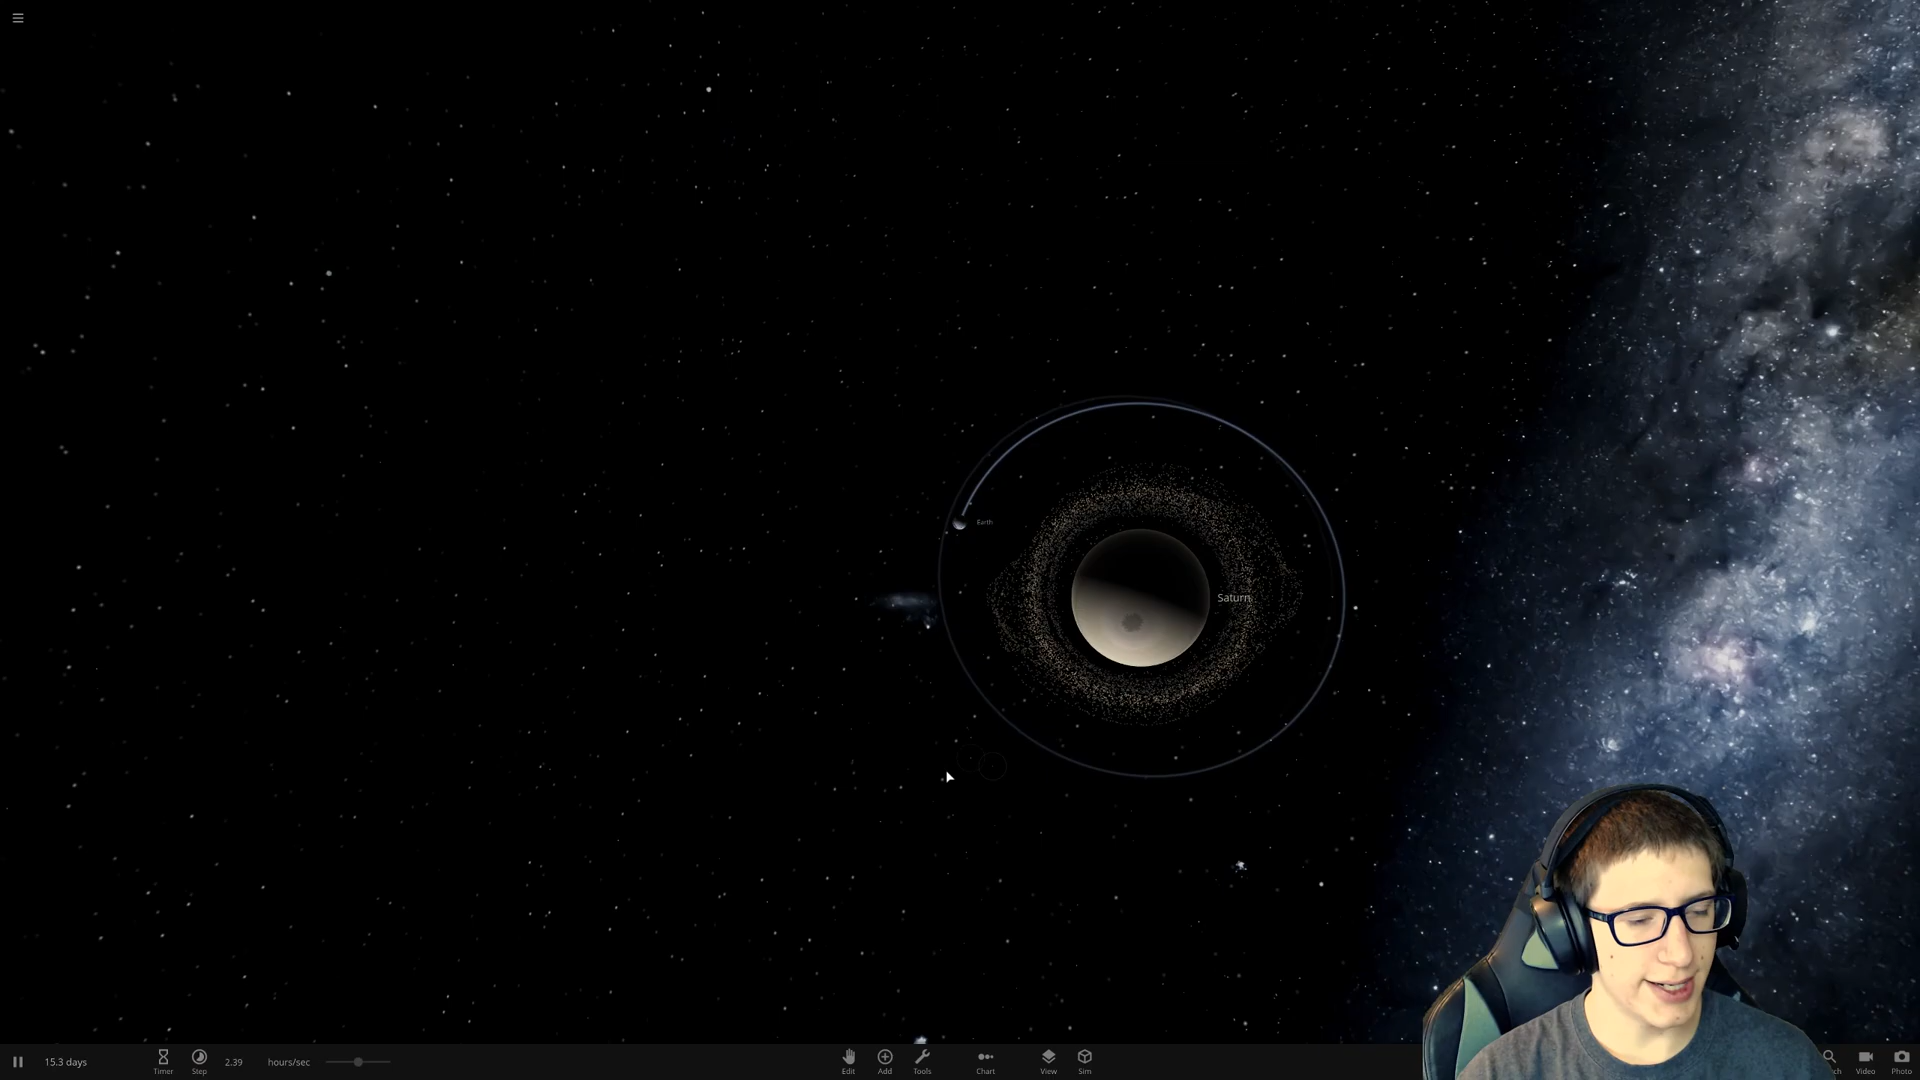 Earth
Saturn
15.3 days
Timer
Step
2.39
hours/sec
Edit
Add
Tools
Chart
View
Sim
Video
Photo